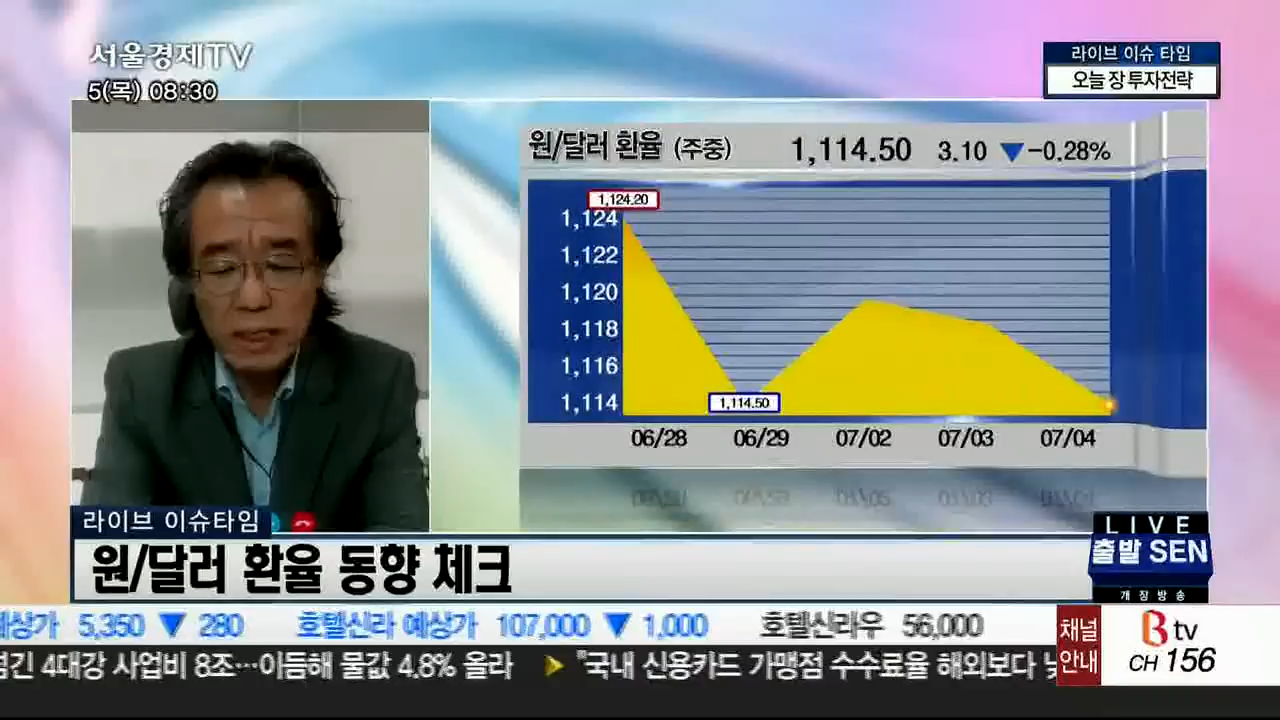 서울경제TV
5(목) 08:30
라이브 이슈 타임
오늘 장 투자전략
원/달러 환율 (주중) 1,114.50 3.10 ▼-0.28%
1,124.20
1,124
1,122
1,120
1,118
1,116
1,114
1,114.50
06/28 06/29 07/02 07/03 07/04
라이브 이슈타임
원/달러 환율 동향 체크
LIVE
출발 SEN
개장방송
예상가 5,350 ▼ 280 호텔신라 예상가 107,000 ▼ 1,000 호텔신라우 56,000
4대강 사업비 8조…이듬해 물값 4.8% 올라 ▶ "국내 신용카드 가맹점 수수료율 해외보다
채널
안내
B tv
CH 156